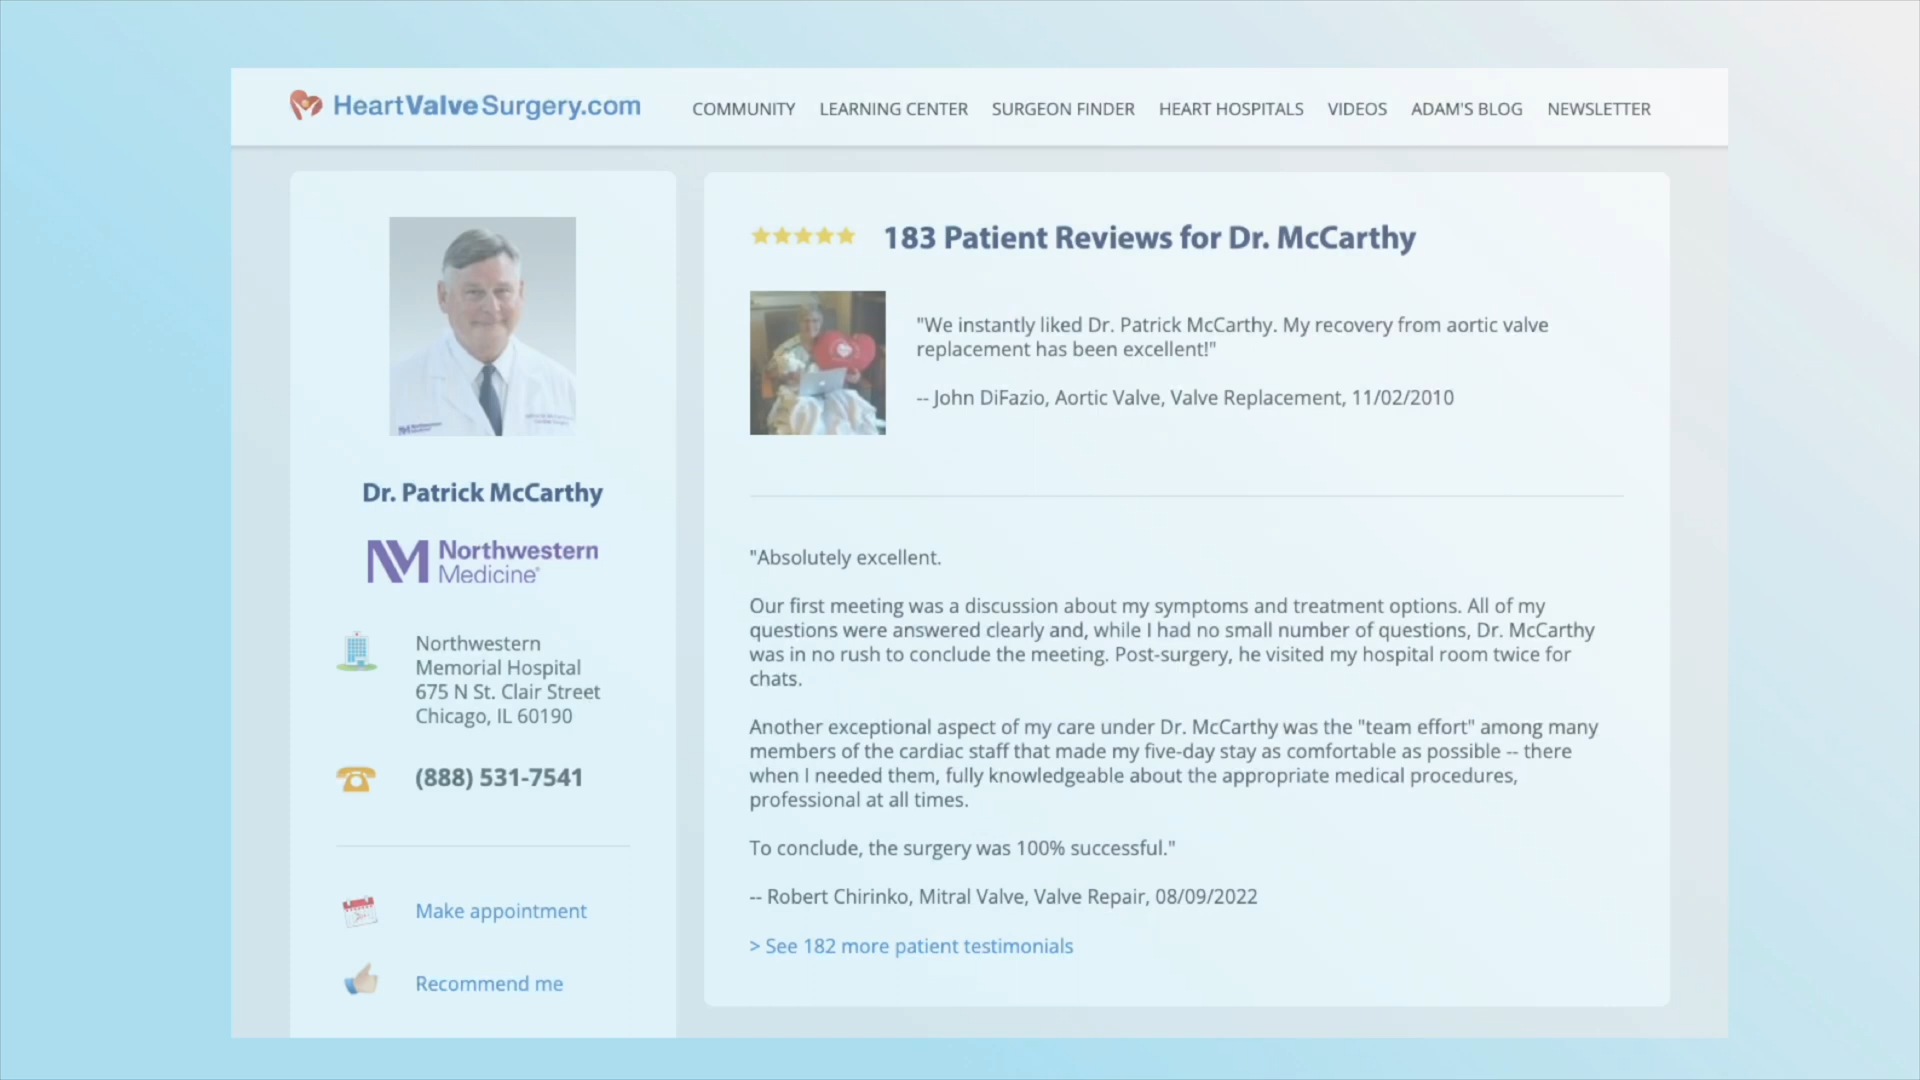 HeartValveSurgery.com
COMMUNITY LEARNING CENTER SURGEON FINDER HEART HOSPITALS VIDEOS ADAM'S BLOG NEWSLETTER
Northwestern
Medicine
Dr. Patrick McCarthy
NM Northwestern
Medicine®
Northwestern
Memorial Hospital
675 N St. Clair Street
Chicago, IL 60190
(888) 531-7541
Make appointment
Recommend me
183 Patient Reviews for Dr. McCarthy
"We instantly liked Dr. Patrick McCarthy. My recovery from aortic valve
replacement has been excellent!"
-- John DiFazio, Aortic Valve, Valve Replacement, 11/02/2010
"Absolutely excellent.
Our first meeting was a discussion about my symptoms and treatment options. All of my
questions were answered clearly and, while I had no small number of questions, Dr. McCarthy
was in no rush to conclude the meeting. Post-surgery, he visited my hospital room twice for
chats.
Another exceptional aspect of my care under Dr. McCarthy was the "team effort" among many
members of the cardiac staff that made my five-day stay as comfortable as possible -- there
when I needed them, fully knowledgeable about the appropriate medical procedures,
professional at all times.
To conclude, the surgery was 100% successful."
-- Robert Chirinko, Mitral Valve, Valve Repair, 08/09/2022
> See 182 more patient testimonials